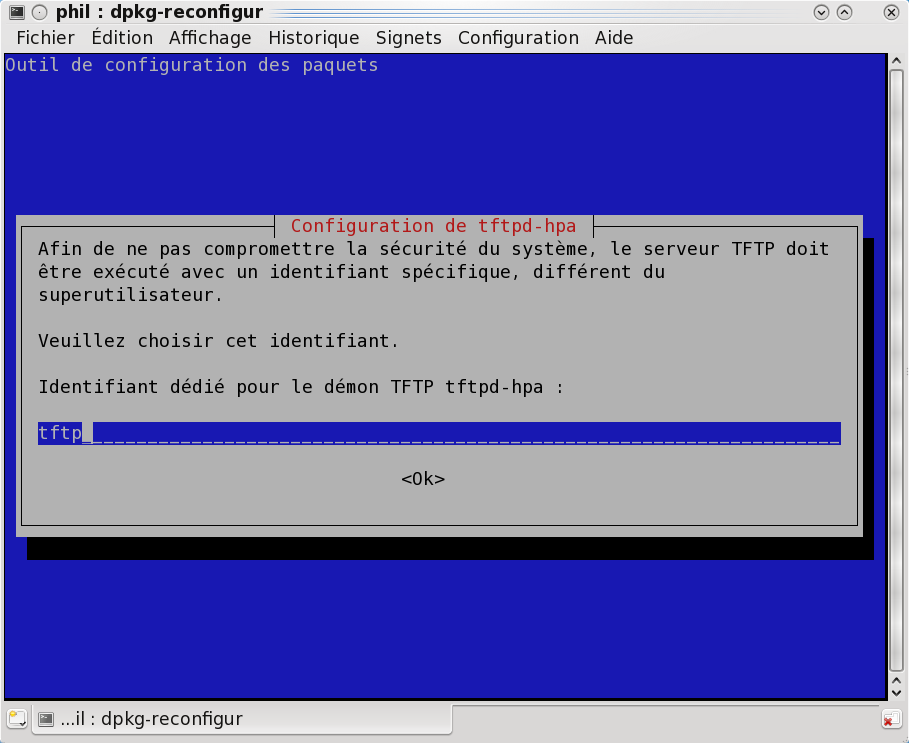 phil : dpkg-reconfigur
Fichier Édition Affichage Historique Signets Configuration Aide
Outil de configuration des paquets
Configuration de tftpd-hpa
Afin de ne pas compromettre la sécurité du système, le serveur TFTP doit
être exécuté avec un identifiant spécifique, différent du
superutilisateur.
Veuillez choisir cet identifiant.
Identifiant dédié pour le démon TFTP tftpd-hpa :
tftp
<Ok>
...il : dpkg-reconfigur